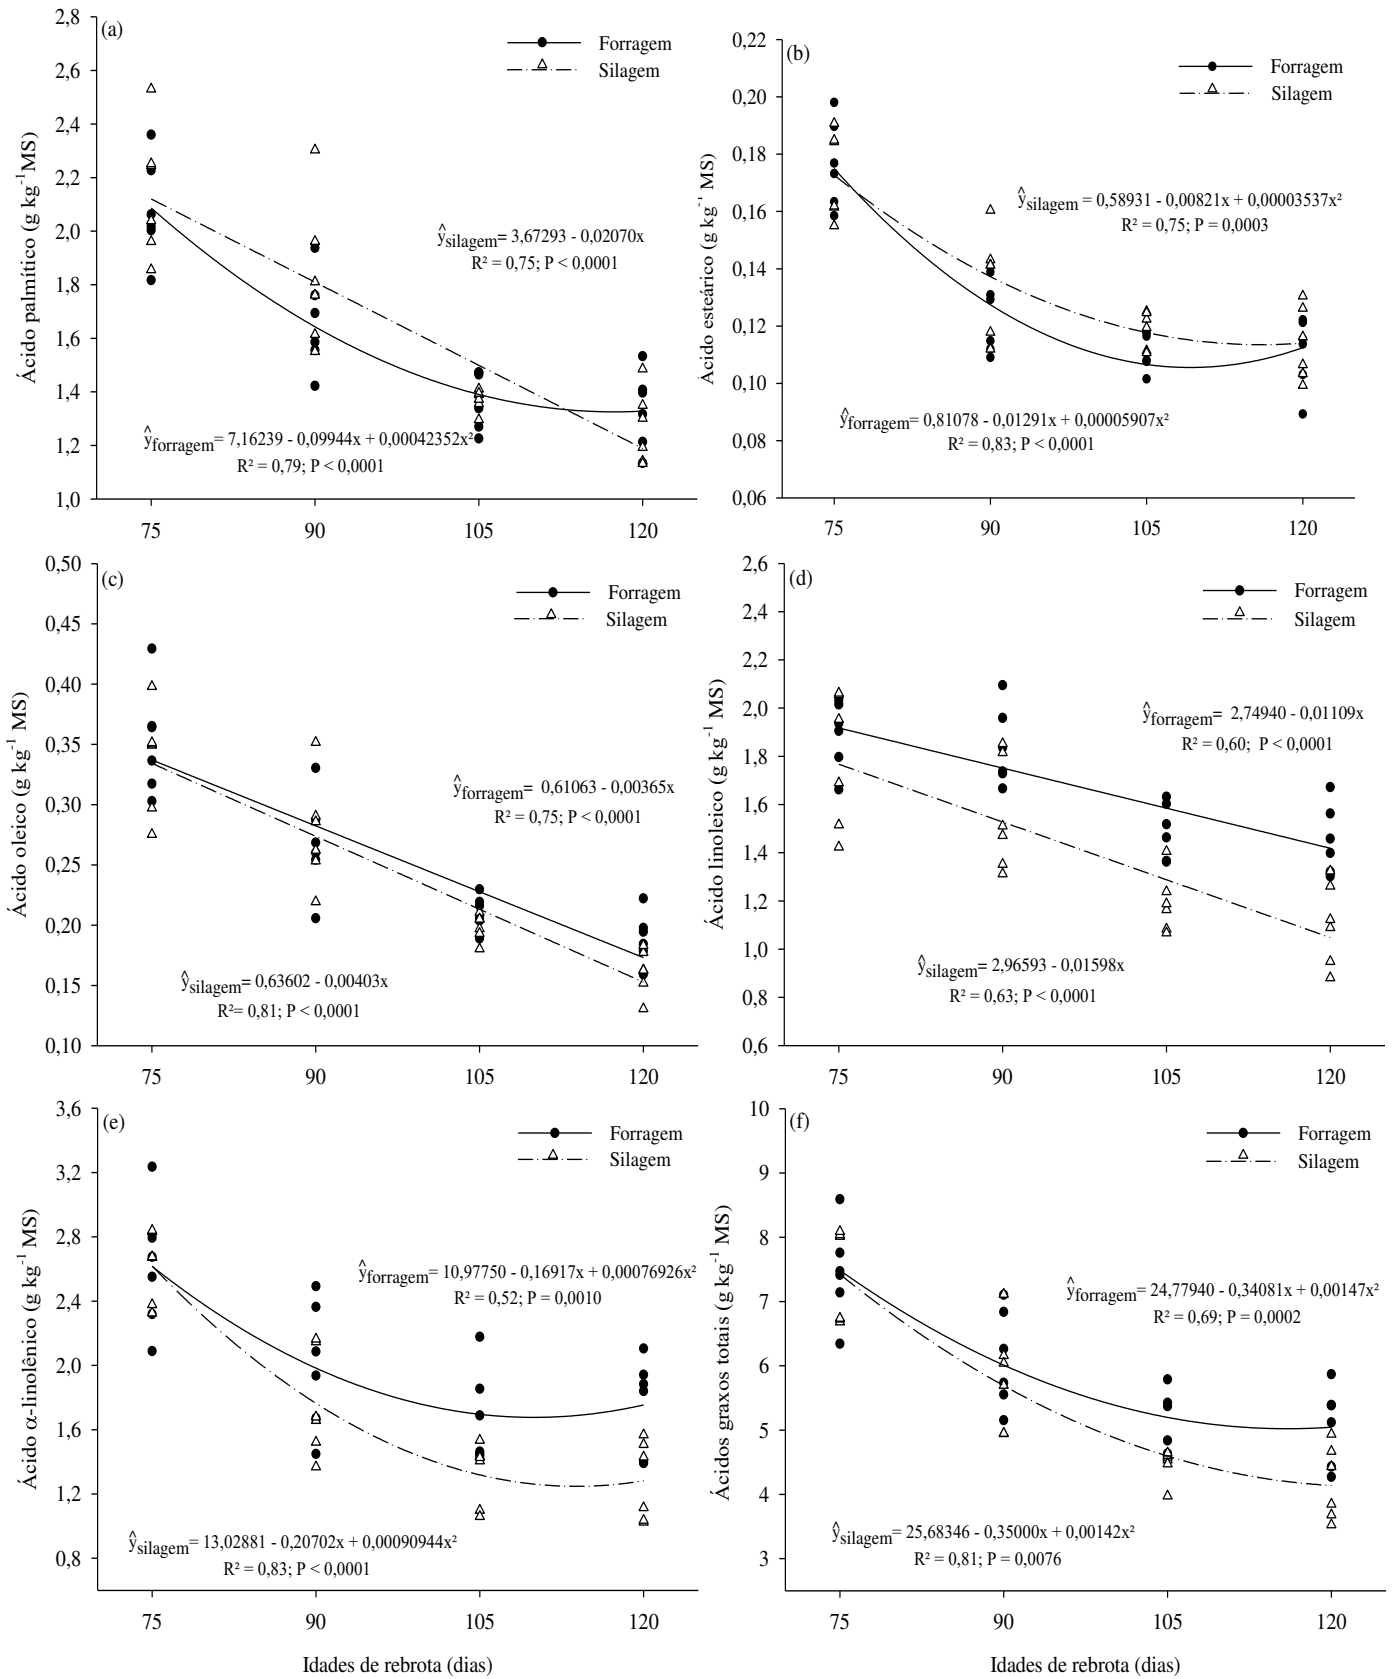 (a)
Forragem
Silagem
2,8
2,6
2,4
2,2
2,0
1,8
1,6
1,4
1,2
1,0
Ácido palmítico (g kg⁻¹MS)
ŷsilagem= 3,67293 - 0,02070x
R² = 0,75; P < 0,0001
ŷforragem= 7,16239 - 0,09944x + 0,00042352x²
R² = 0,79; P < 0,0001
75 90 105 120
(b)
Forragem
Silagem
0,22
0,20
0,18
0,16
0,14
0,12
0,10
0,08
0,06
Ácido esteárico (g kg⁻¹ MS)
ŷsilagem = 0,58931 - 0,00821x + 0,00003537x²
R² = 0,75; P = 0,0003
ŷforragem= 0,81078 - 0,01291x + 0,00005907x²
R² = 0,83; P < 0,0001
75 90 105 120
(c)
Forragem
Silagem
0,50
0,45
0,40
0,35
0,30
0,25
0,20
0,15
0,10
Ácido oleico (g kg⁻¹ MS)
ŷforragem= 0,61063 - 0,00365x
R² = 0,75; P < 0,0001
ŷsilagem= 0,63602 - 0,00403x
R²= 0,81; P < 0,0001
75 90 105 120
(d)
Forragem
Silagem
2,6
2,4
2,2
2,0
1,8
1,6
1,4
1,2
1,0
0,8
0,6
Ácido linoleico (g kg⁻¹ MS)
ŷforragem= 2,74940 - 0,01109x
R² = 0,60; P < 0,0001
ŷsilagem= 2,96593 - 0,01598x
R² = 0,63; P < 0,0001
75 90 105 120
(e)
Forragem
Silagem
3,6
3,2
2,8
2,4
2,0
1,6
1,2
0,8
Ácido α-linolênico (g kg⁻¹ MS)
ŷforragem= 10,97750 - 0,16917x + 0,00076926x²
R² = 0,52; P = 0,0010
ŷsilagem= 13,02881 - 0,20702x + 0,00090944x²
R² = 0,83; P < 0,0001
75 90 105 120
Idades de rebrota (dias)
(f)
Forragem
Silagem
10
9
8
7
6
5
4
3
Ácidos graxos totais (g kg⁻¹ MS)
ŷforragem= 24,77940 - 0,34081x + 0,00147x²
R² = 0,69; P = 0,0002
ŷsilagem= 25,68346 - 0,35000x + 0,00142x²
R² = 0,81; P = 0,0076
75 90 105 120
Idades de rebrota (dias)